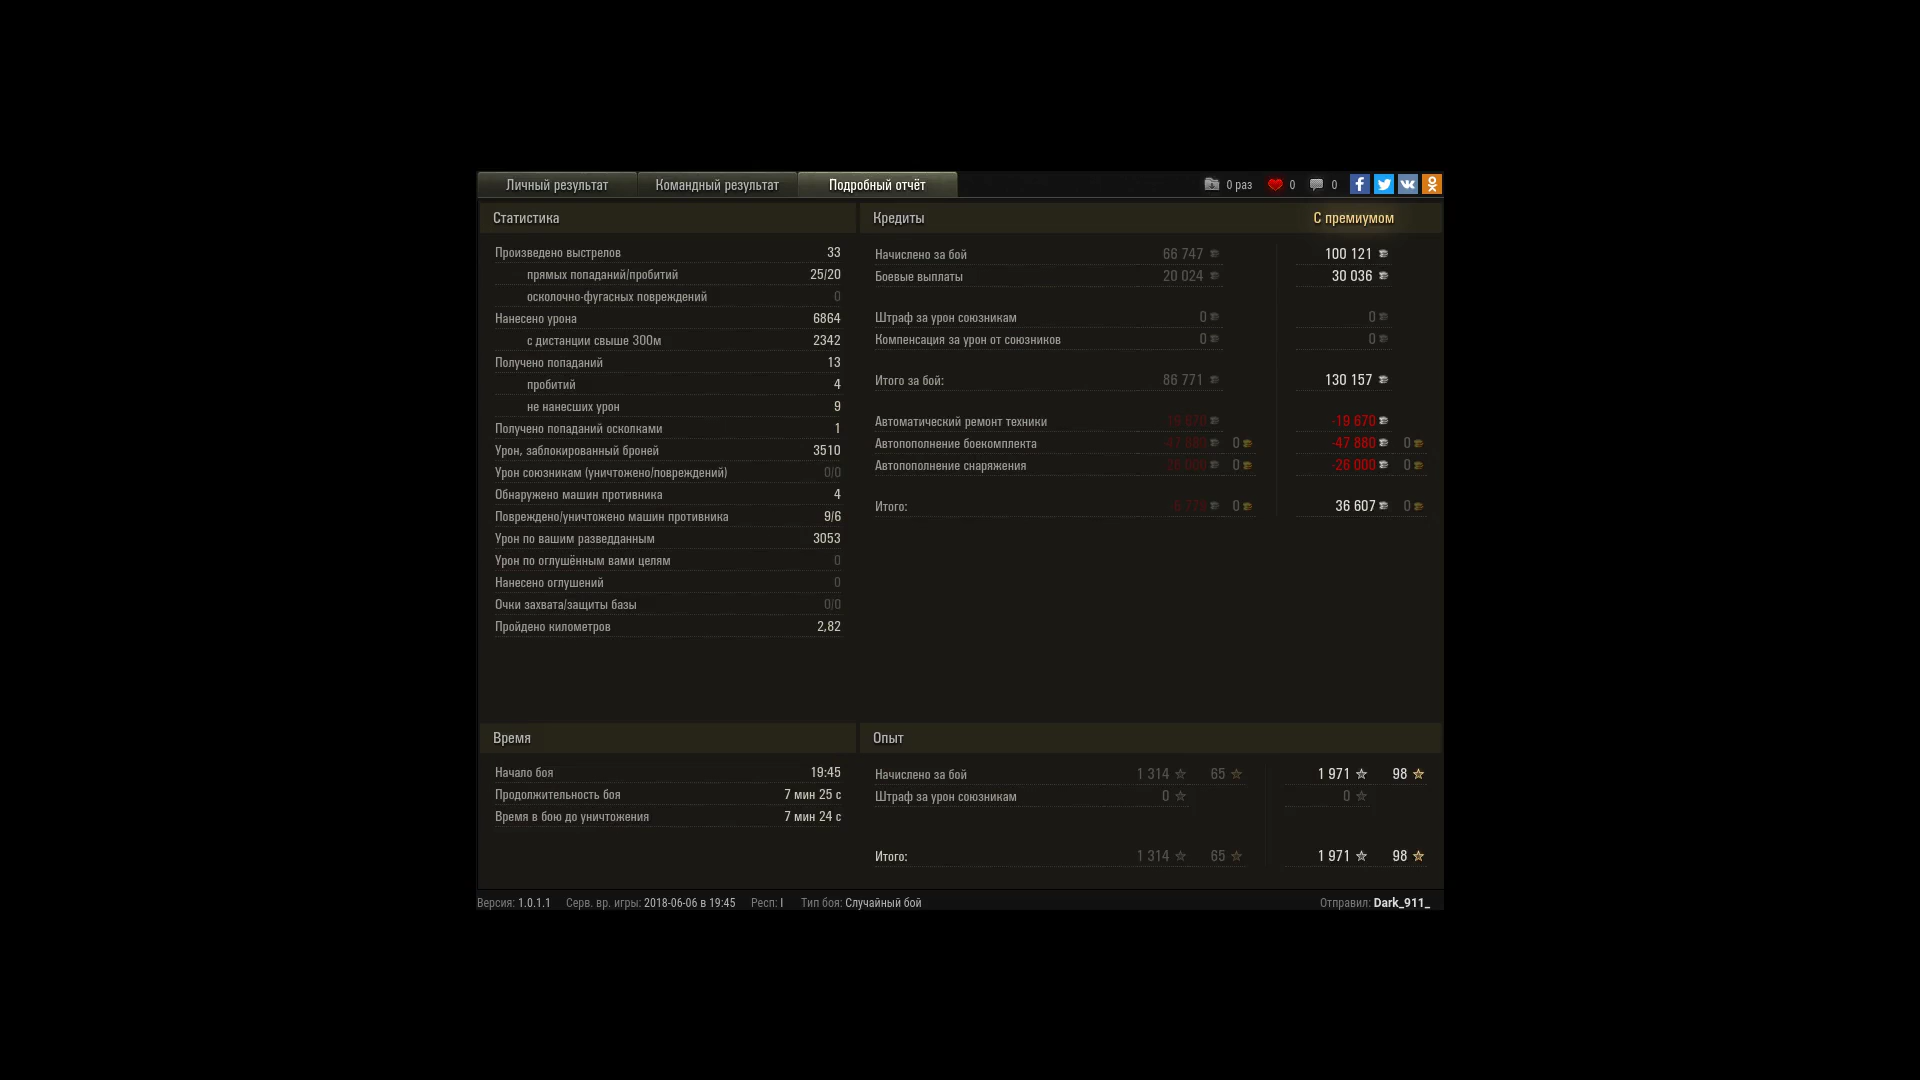 Личный результат Командный результат Подробный отчёт 0 раз 0 0
Статистика
Произведено выстрелов 33
прямых попаданий/пробитий 25/20
осколочно-фугасных повреждений 0
Нанесено урона 6864
с дистанции свыше 300м 2342
Получено попаданий 13
пробитий 4
не нанесших урон 9
Получено попаданий осколками 1
Урон, заблокированный броней 3510
Урон союзникам (уничтожено/повреждений) 0/0
Обнаружено машин противника 4
Повреждено/уничтожено машин противника 9/6
Урон по вашим разведданным 3053
Урон по оглушённым вами целям 0
Нанесено оглушений 0
Очки захвата/защиты базы 0/0
Пройдено километров 2,82
Кредиты С премиумом
Начислено за бой 66 747 100 121
Боевые выплаты 20 024 30 036
Штраф за урон союзникам 0 0
Компенсация за урон от союзников 0 0
Итого за бой: 86 771 130 157
Автоматический ремонт техники -19 670 -19 670
Автопополнение боекомплекта -47 880 0 -47 880 0
Автопополнение снаряжения -26 000 0 -26 000 0
Итого: -6 779 0 36 607 0
Время
Начало боя 19:45
Продолжительность боя 7 мин 25 с
Время в бою до уничтожения 7 мин 24 с
Опыт
Начислено за бой 1 314 65 1 971 98
Штраф за урон союзникам 0 0
Итого: 1 314 65 1 971 98
Версия: 1.0.1.1 Серв. вр. игры: 2018-06-06 в 19:45 Респ: I Тип боя: Случайный бой Отправил: Dark_911_